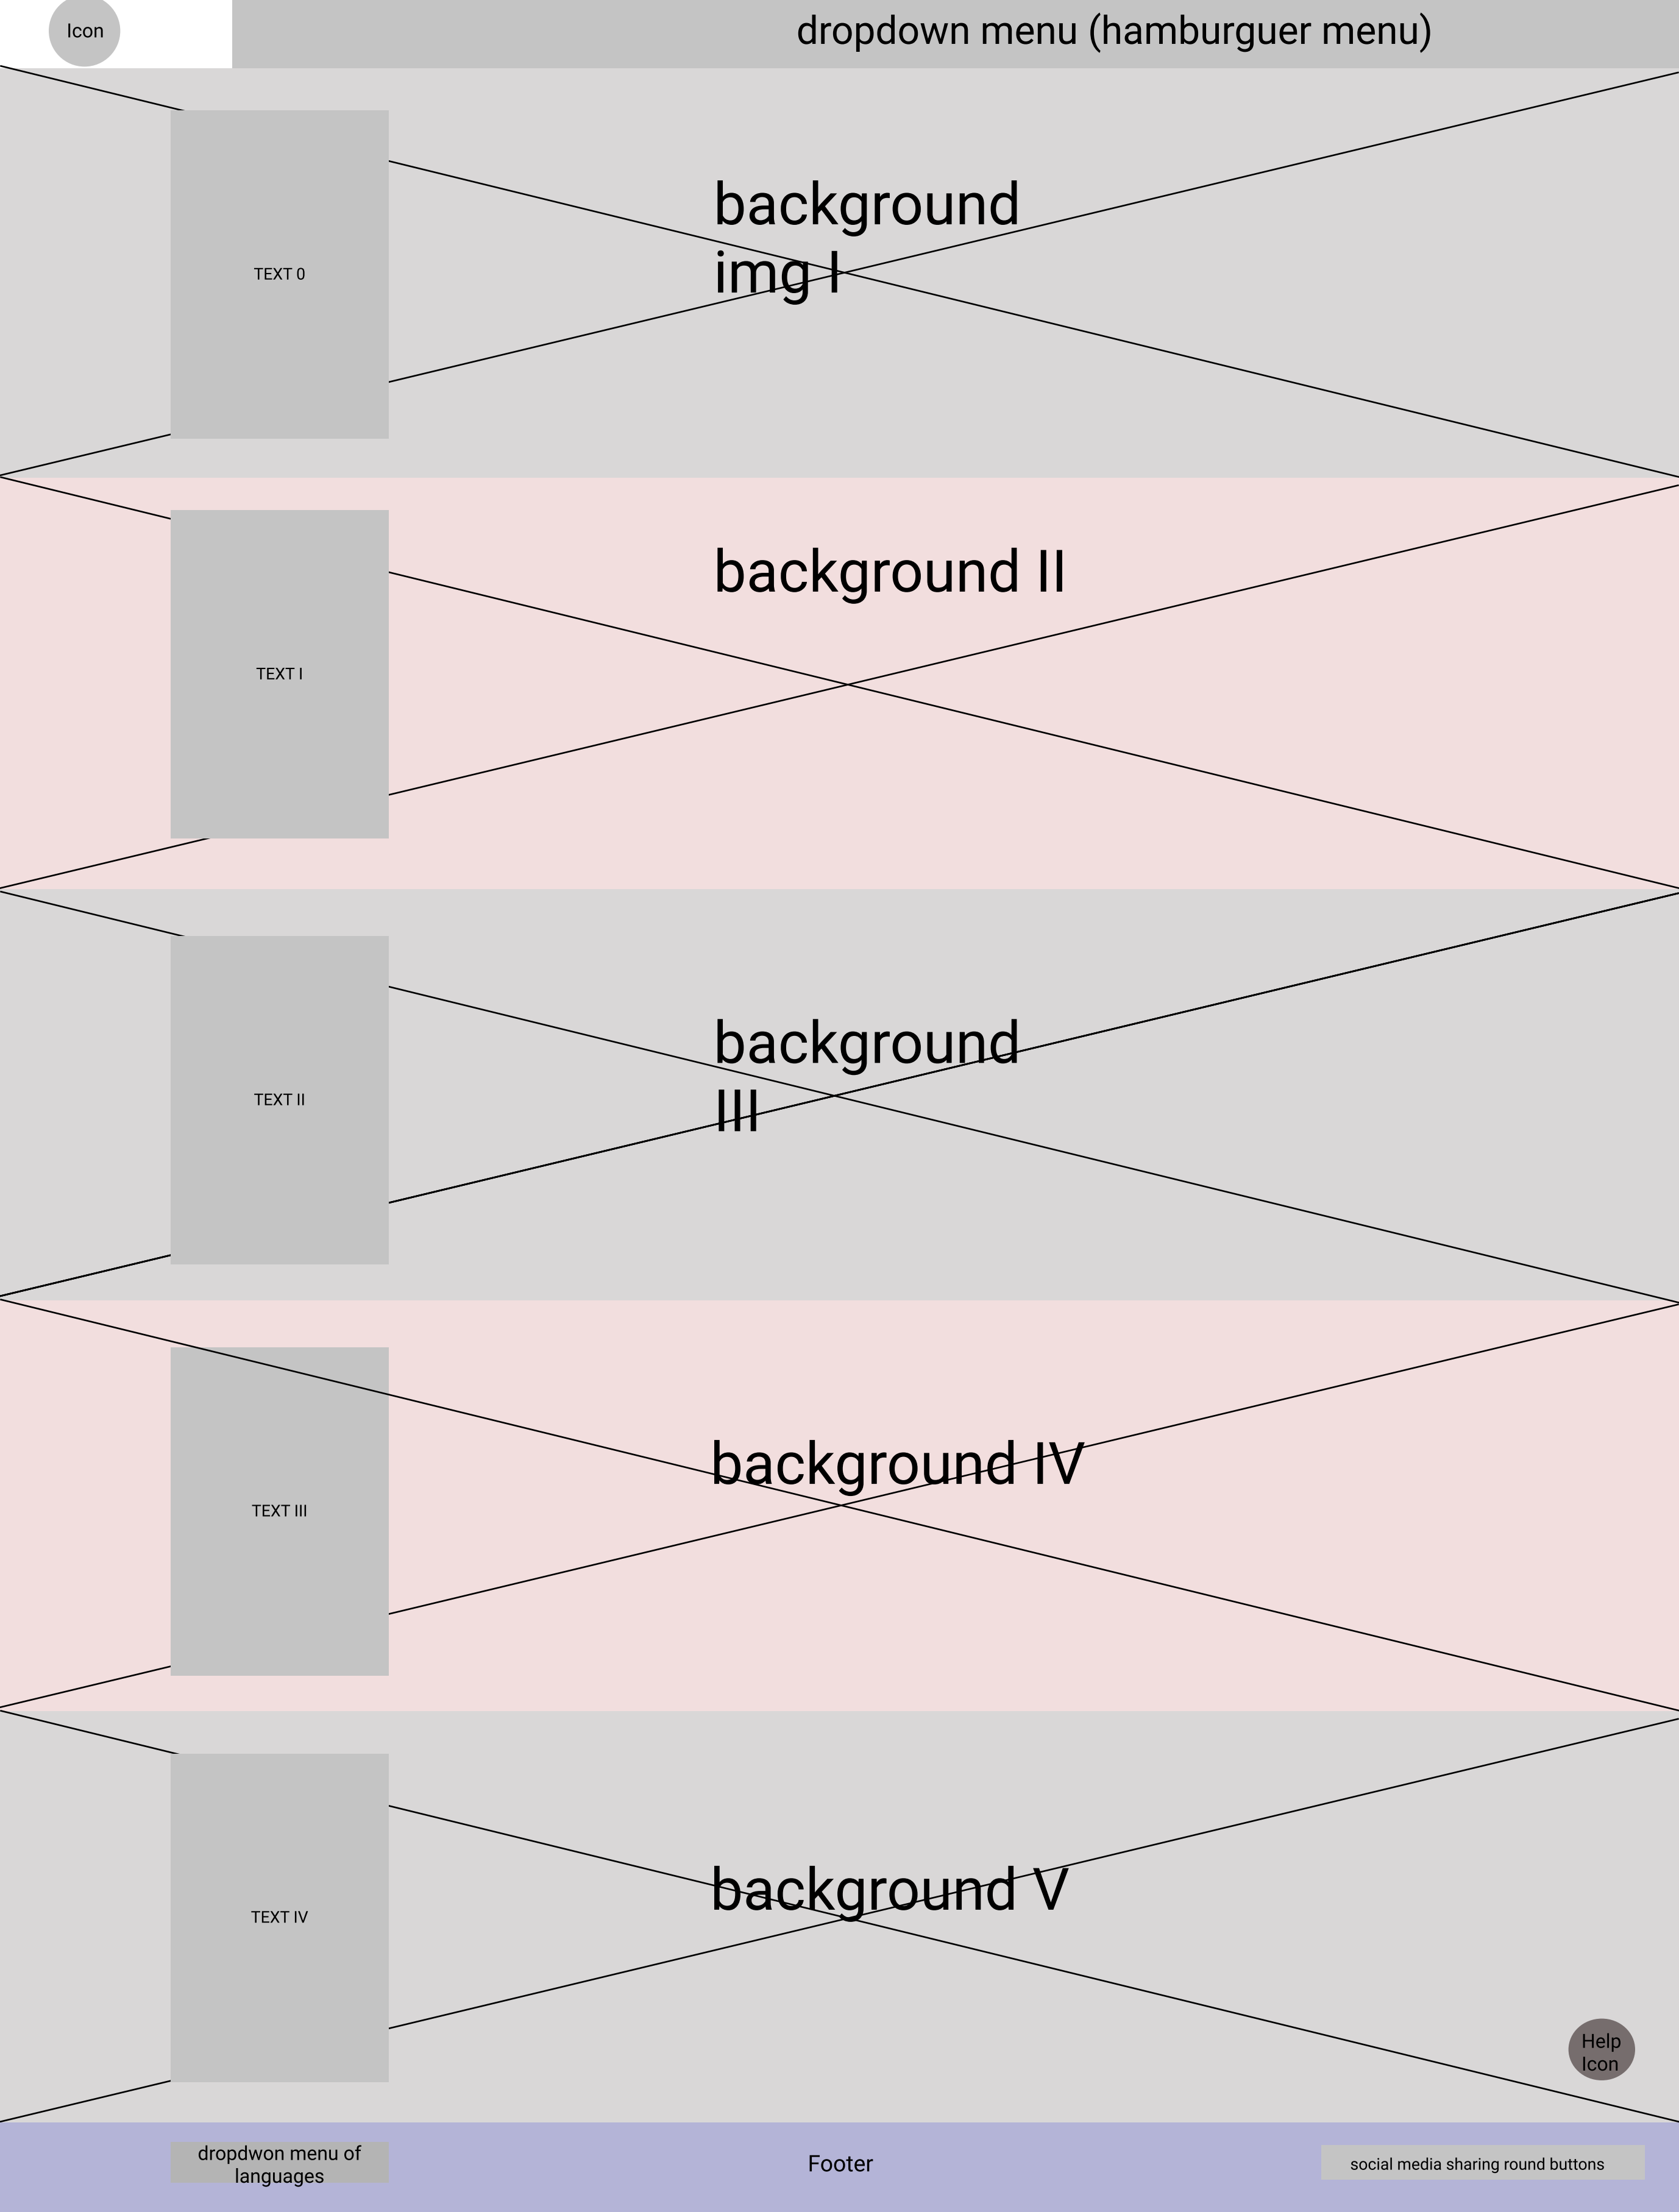 Icon
dropdown menu (hamburguer menu)
background
img I
TEXT 0
background II
TEXT I
background
III
TEXT II
background IV
TEXT III
background V
TEXT IV
Help
Icon
dropdwon menu of
languages
Footer
social media sharing round buttons